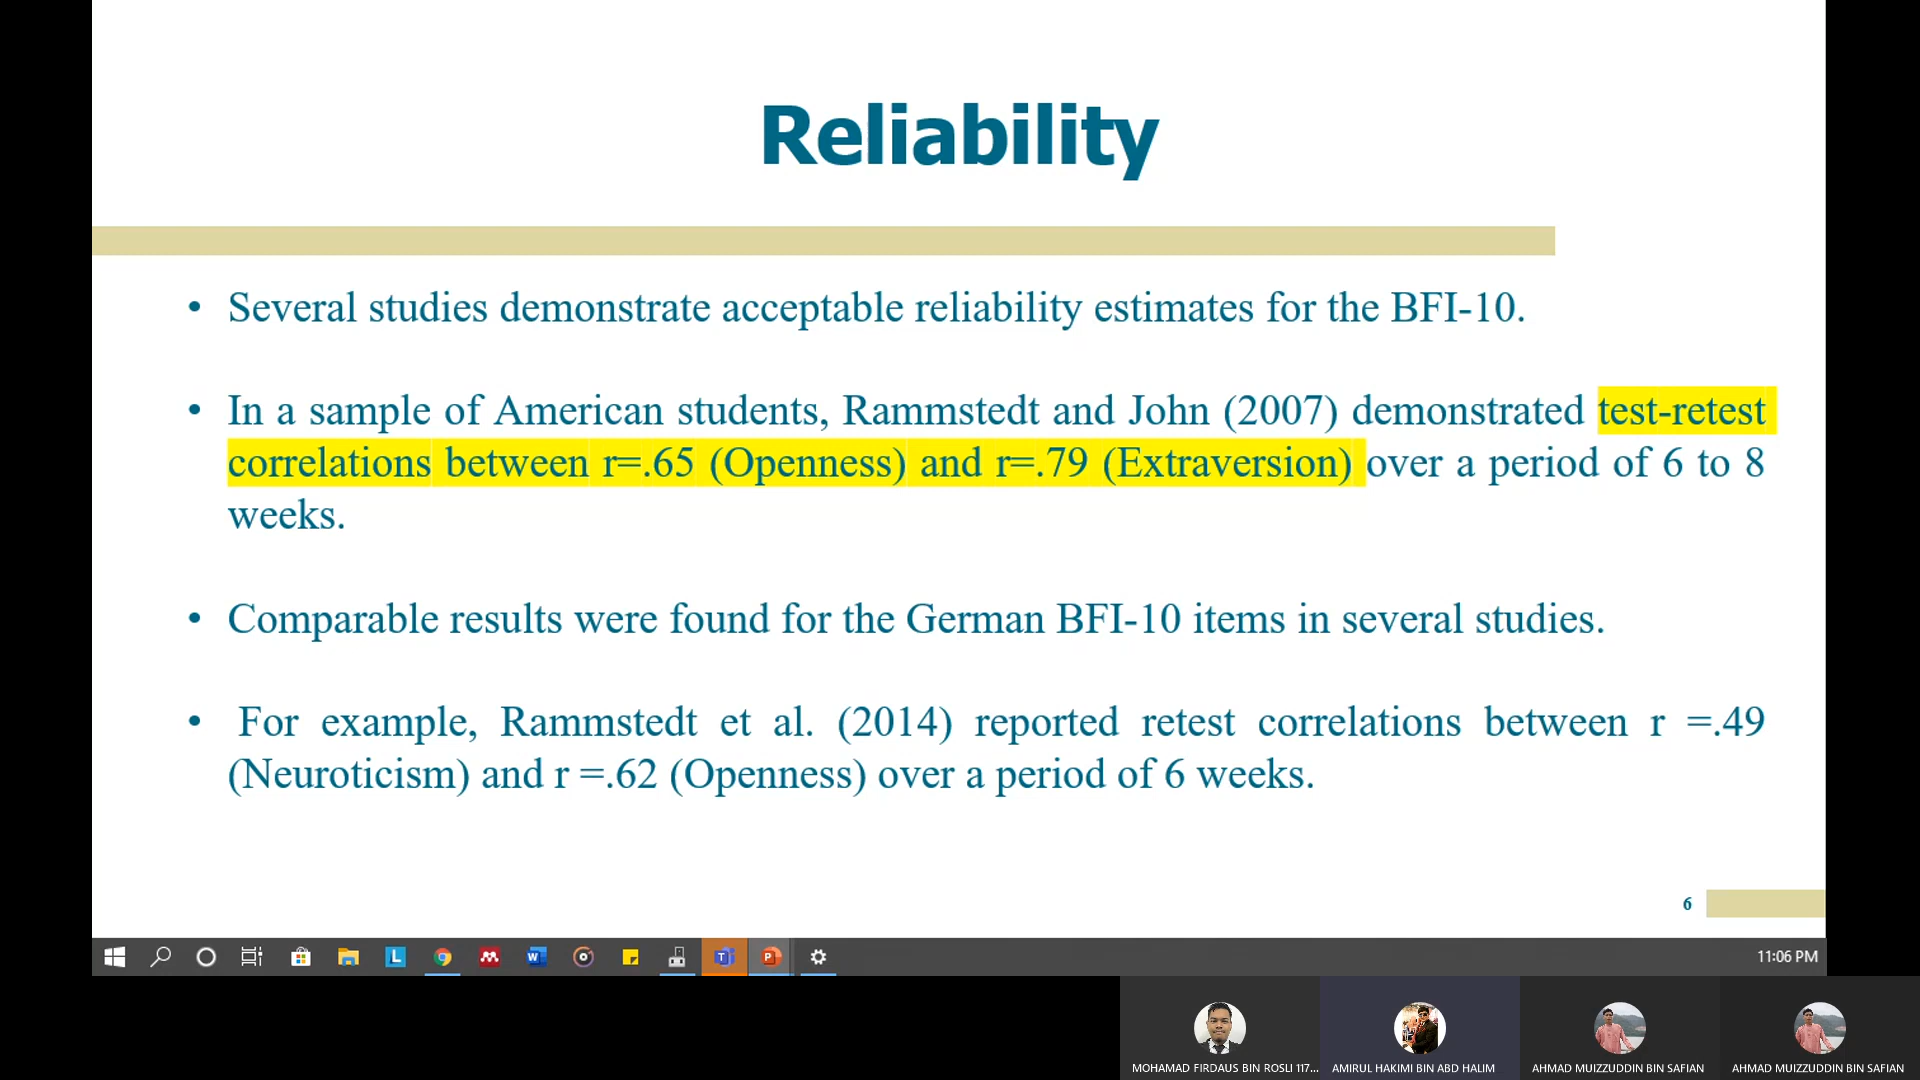 Reliability
• Several studies demonstrate acceptable reliability estimates for the BFI-10.
• In a sample of American students, Rammstedt and John (2007) demonstrated test-retest
correlations between r=.65 (Openness) and r=.79 (Extraversion) over a period of 6 to 8
weeks.
• Comparable results were found for the German BFI-10 items in several studies.
• For example, Rammstedt et al. (2014) reported retest correlations between r =.49
(Neuroticism) and r =.62 (Openness) over a period of 6 weeks.
6
11:06 PM
MOHAMAD FIRDAUS BIN ROSLI 117...
AMIRUL HAKIMI BIN ABD HALIM
AHMAD MUIZZUDDIN BIN SAFIAN
AHMAD MUIZZUDDIN BIN SAFIAN